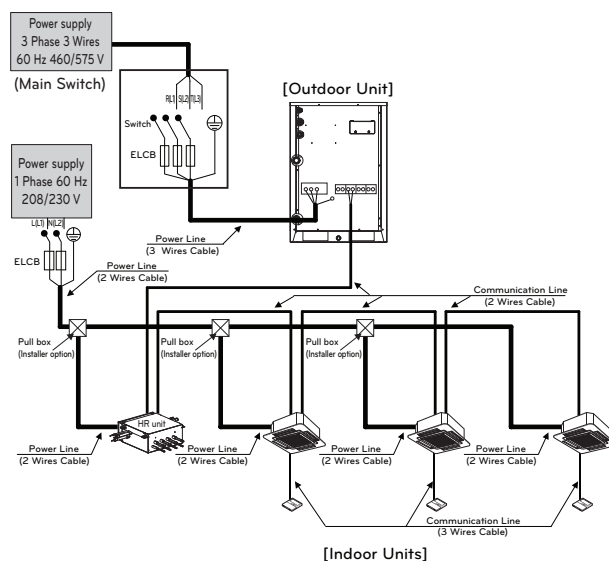 Power supply
3 Phase 3 Wires
60 Hz 460/575 V
(Main Switch)
[Outdoor Unit]
R(L1) S(L2) T(L3)
Switch
ELCB
Power supply
1 Phase 60 Hz
208/230 V
L(L1) N(L2)
ELCB
Power Line
(2 Wires Cable)
Power Line
(3 Wires Cable)
Communication Line
(2 Wires Cable)
Pull box
(Installer option)
Pull box
(Installer option)
Pull box
(Installer option)
HR unit
Power Line
(2 Wires Cable)
Power Line
(2 Wires Cable)
Power Line
(2 Wires Cable)
Power Line
(2 Wires Cable)
Communication Line
(3 Wires Cable)
[Indoor Units]